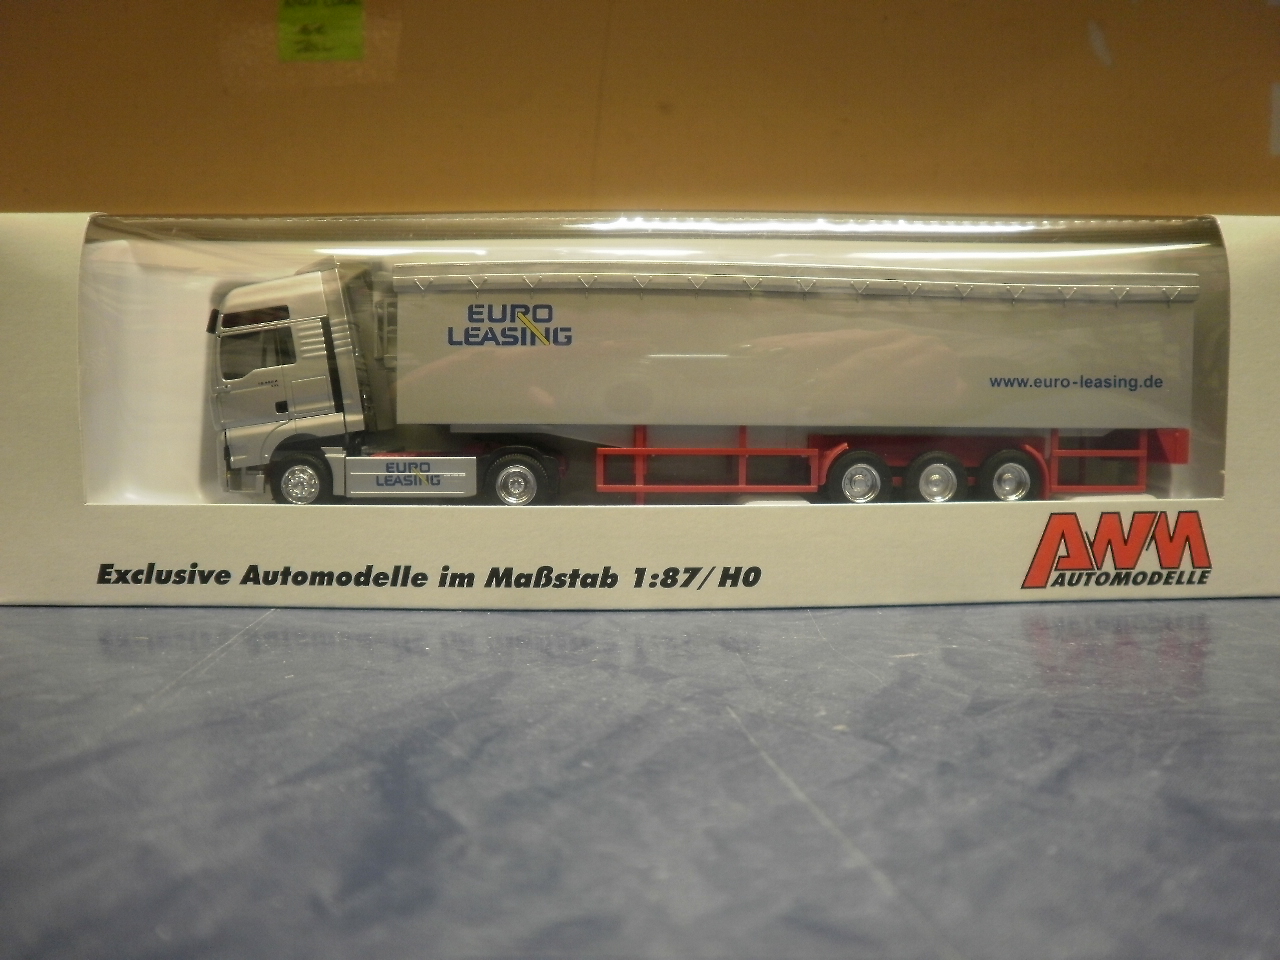 EURO
LEASING
www.euro-leasing.de
EURO
LEASING
Exclusive Automodelle im Maßstab 1:87/H0
AWM
AUTOMODELLE